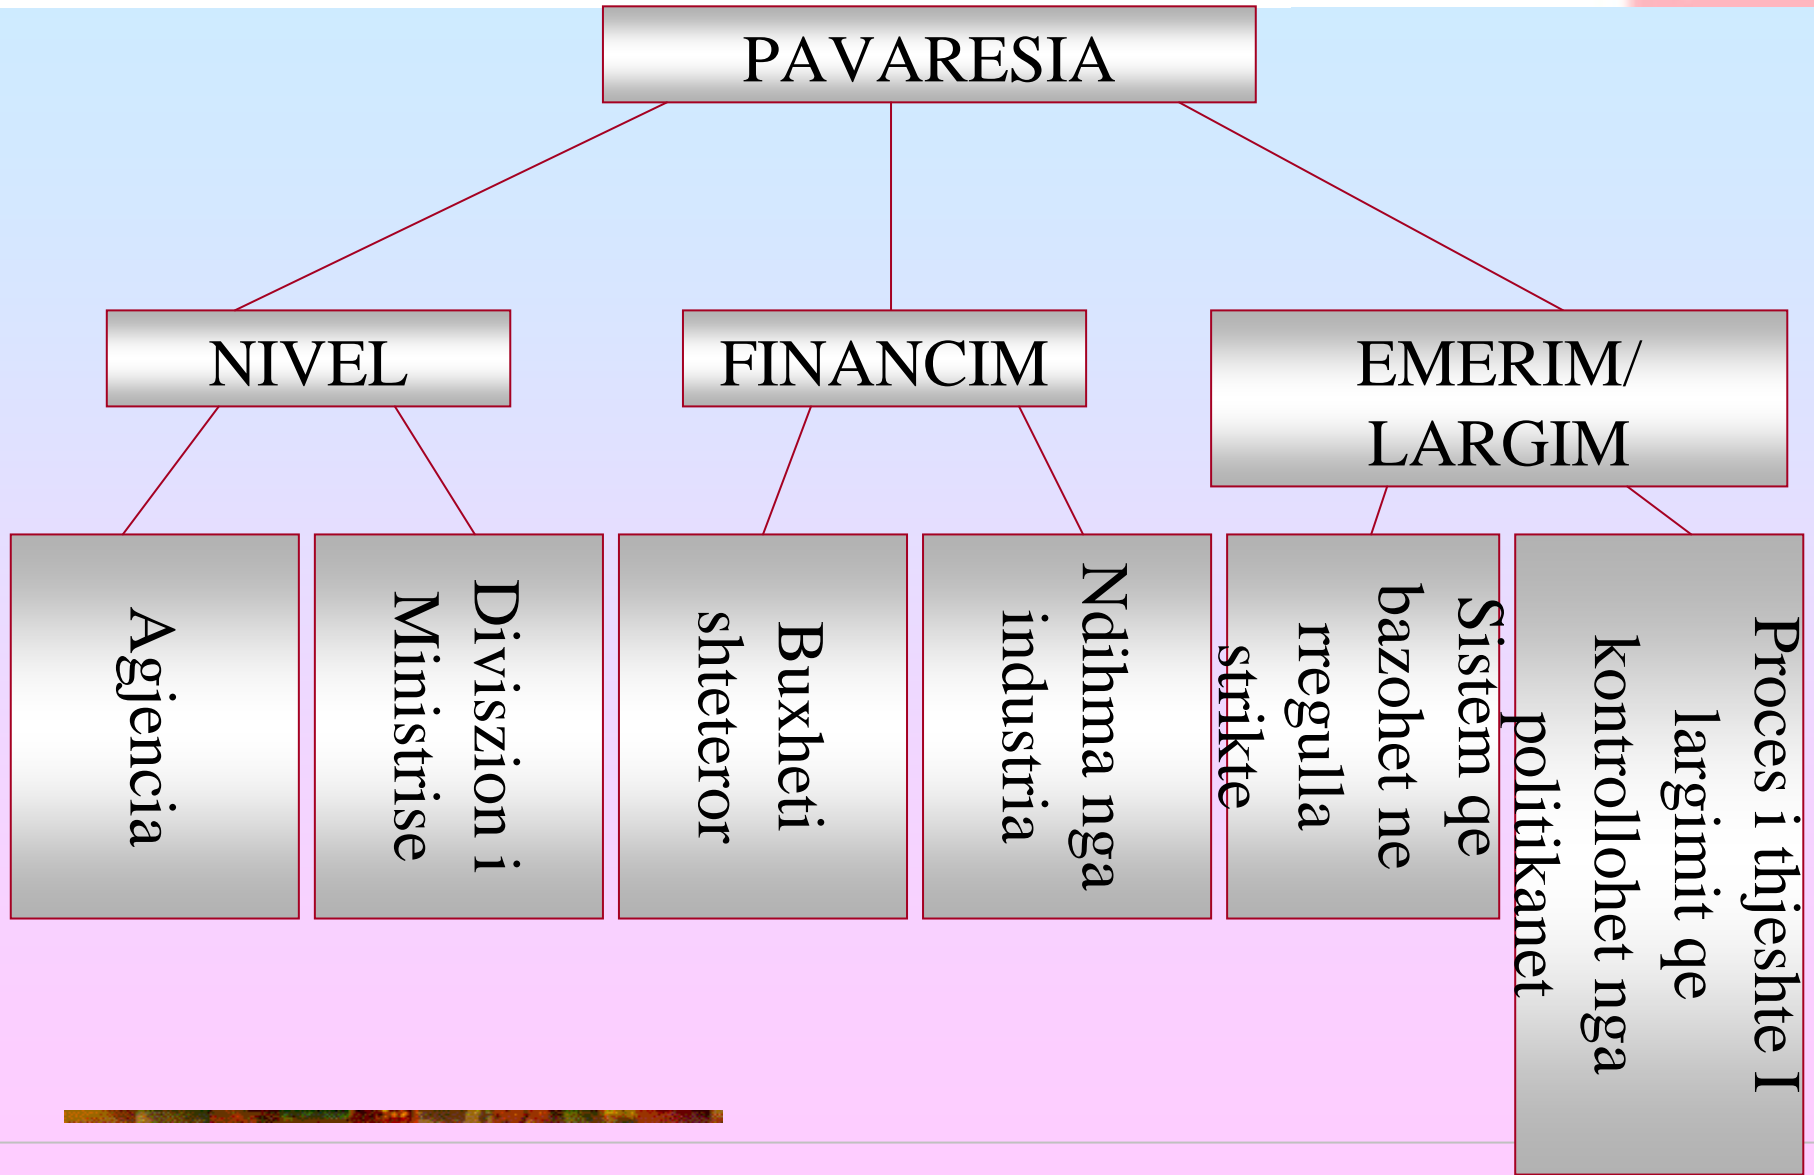 PAVARESIA
NIVEL
FINANCIM
EMERIM/
LARGIM
Agjencia
Diviszion i
Ministrise
Buxheti
shteteror
Ndihma nga
industria
Sistem qe
bazohet ne
rregulla
strikte
Proces i thjeshte I
largimit qe
kontrollohet nga
politikanet